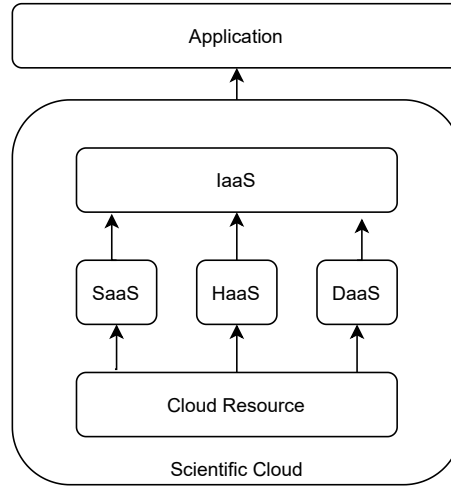 Application
IaaS
SaaS
HaaS
DaaS
Cloud Resource
Scientific Cloud